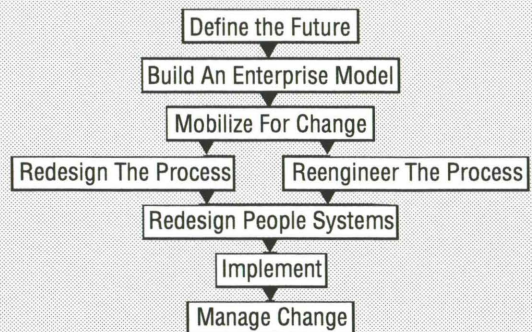 Define the Future
Build An Enterprise Model
Mobilize For Change
Redesign The Process
Reengineer The Process
Redesign People Systems
Implement
Manage Change